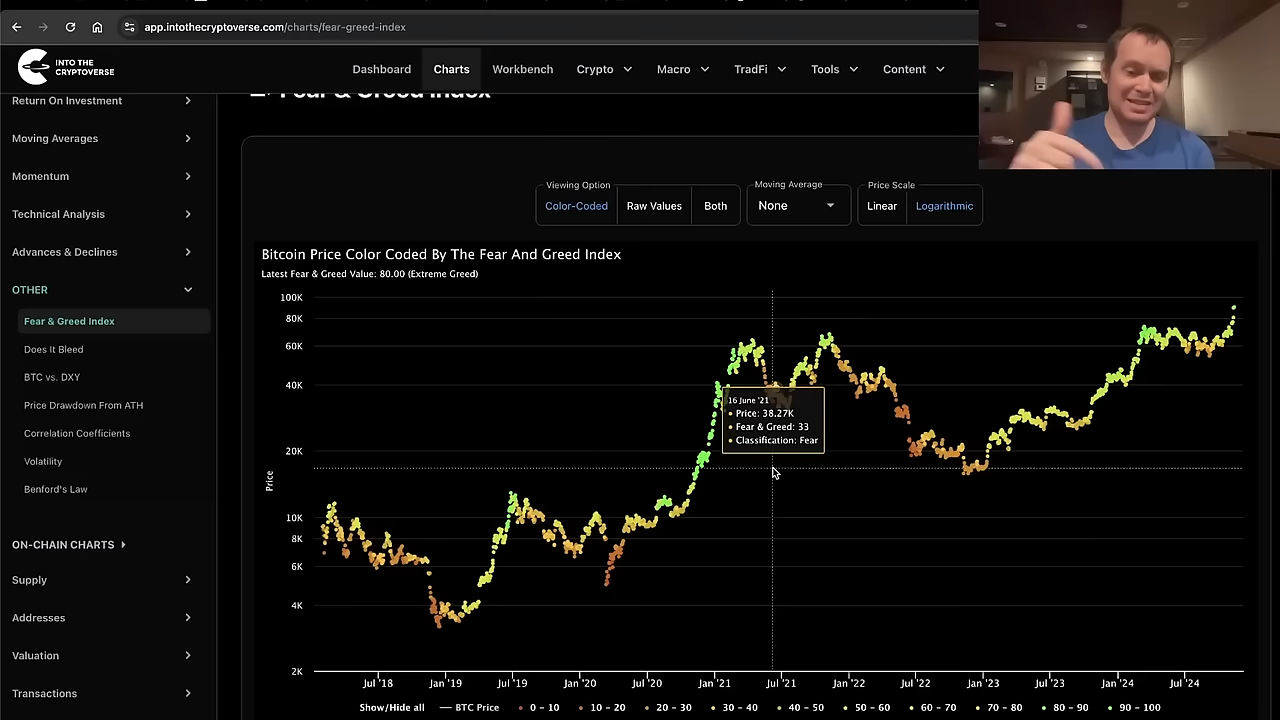 app.intothecryptoverse.com/charts/fear-greed-index
INTO THE
CRYPTOVERSE
Dashboard Charts Workbench Crypto Macro TradFi Tools Content
Return On Investment
Moving Averages
Momentum
Technical Analysis
Advances & Declines
OTHER
Fear & Greed Index
Does It Bleed
BTC vs. DXY
Price Drawdown From ATH
Correlation Coefficients
Volatility
Benford's Law
ON-CHAIN CHARTS
Supply
Addresses
Valuation
Transactions
Fear & Greed Index
Viewing Option
Color-Coded Raw Values Both
Moving Average
None
Price Scale
Linear Logarithmic
Bitcoin Price Color Coded By The Fear And Greed Index
Latest Fear & Greed Value: 80.00 (Extreme Greed)
Price
100K
80K
60K
40K
20K
10K
8K
6K
4K
2K
16 June '21
Price: 38.27K
Fear & Greed: 33
Classification: Fear
Jul '18 Jan '19 Jul '19 Jan '20 Jul '20 Jan '21 Jul '21 Jan '22 Jul '22 Jan '23 Jul '23 Jan '24 Jul '24
Show/Hide all BTC Price 0 - 10 10 - 20 20 - 30 30 - 40 40 - 50 50 - 60 60 - 70 70 - 80 80 - 90 90 - 100